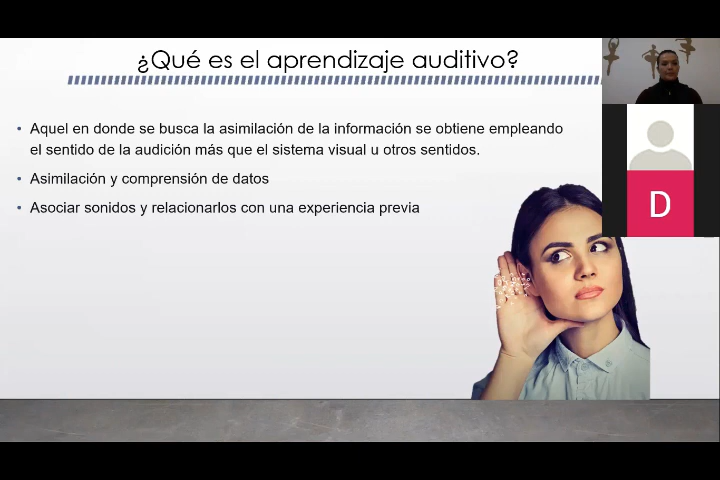 ¿Qué es el aprendizaje auditivo?
• Aquel en donde se busca la asimilación de la información se obtiene empleando
el sentido de la audición más que el sistema visual u otros sentidos.
• Asimilación y comprensión de datos
• Asociar sonidos y relacionarlos con una experiencia previa
D